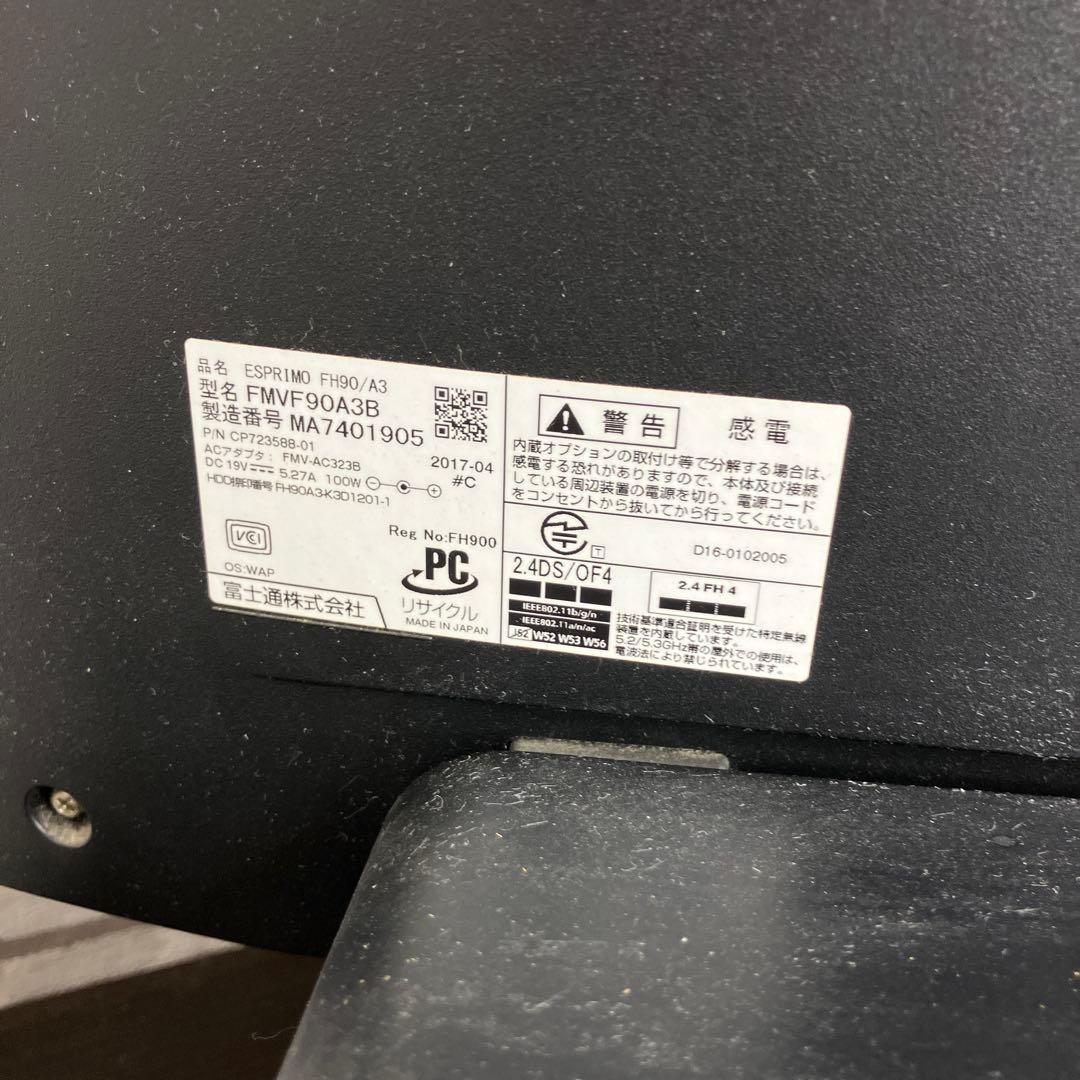 品名 ESPRIMO FH90/A3
型名 FMVF90A3B
製造番号 MA7401905
P/N CP723588-01
2017-04
ACアダプタ： FMV-AC323B
#C
DC 19V 5.27A 100W
HDD捺印番号 FH90A3-K3D1201-1
Reg No:FH900
VCI
PC
OS:WAP
リサイクル
富士通株式会社
MADE IN JAPAN
警告 感電
内蔵オプションの取付け等で分解する場合は、
感電する恐れがありますので、本体及び接続
している周辺装置の電源を切り、電源コード
をコンセントから抜いてから行ってください。
T
D16-0102005
2.4DS/OF4
2.4 FH 4
IEEE802.11b/g/n
IEEE802.11a/n/ac
J52 W52 W53 W56
技術基準適合証明を受けた特定無線
装置を内蔵しています。
5.2/5.3GHz帯の屋外での使用は、
電波法により禁じられています。